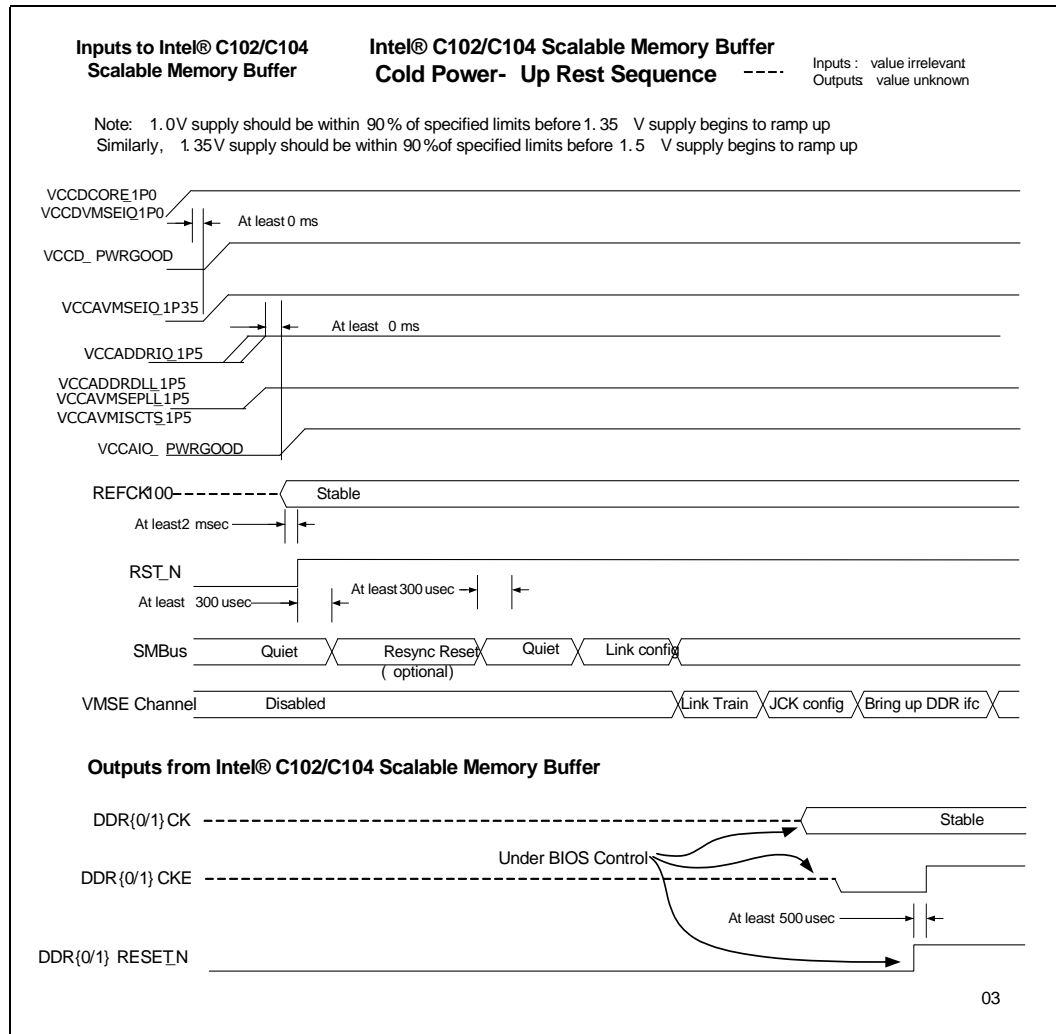 Inputs to Intel® C102/C104
Scalable Memory Buffer
Intel® C102/C104 Scalable Memory Buffer
Cold Power- Up Rest Sequence
Inputs : value irrelevant
Outputs: value unknown
Note: 1.0V supply should be within 90% of specified limits before 1. 35 V supply begins to ramp up
Similarly, 1.35V supply should be within 90%of specified limits before 1.5 V supply begins to ramp up
VCCDCORE_1P0
VCCDVMSEIO_1P0
At least 0 ms
VCCD_ PWRGOOD
VCCAVMSEIO_1P35
At least 0 ms
VCCADDRIO_1P5
VCCADDRDLL_1P5
VCCAVMSEPLL_1P5
VCCAVMISCTS_1P5
VCCAIO_ PWRGOOD
REFCK100
Stable
At least2 msec
RST_N
At least 300 usec
At least 300 usec
SMBus
Quiet
Resync Reset
( optional)
Quiet
Link config
VMSE Channel
Disabled
Link Train
JCK config
Bring up DDR ifc
Outputs from Intel® C102/C104 Scalable Memory Buffer
DDR{0/1} CK
Stable
Under BIOS Control
DDR{0/1} CKE
At least 500 usec
DDR{0/1} RESET_N
03